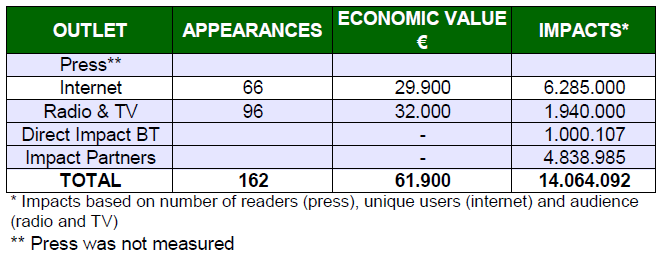 OUTLET APPEARANCES ECONOMIC VALUE € IMPACTS*
Press**
Internet 66 29.900 6.285.000
Radio & TV 96 32.000 1.940.000
Direct Impact BT - 1.000.107
Impact Partners - 4.838.985
TOTAL 162 61.900 14.064.092
* Impacts based on number of readers (press), unique users (internet) and audience
(radio and TV)
** Press was not measured